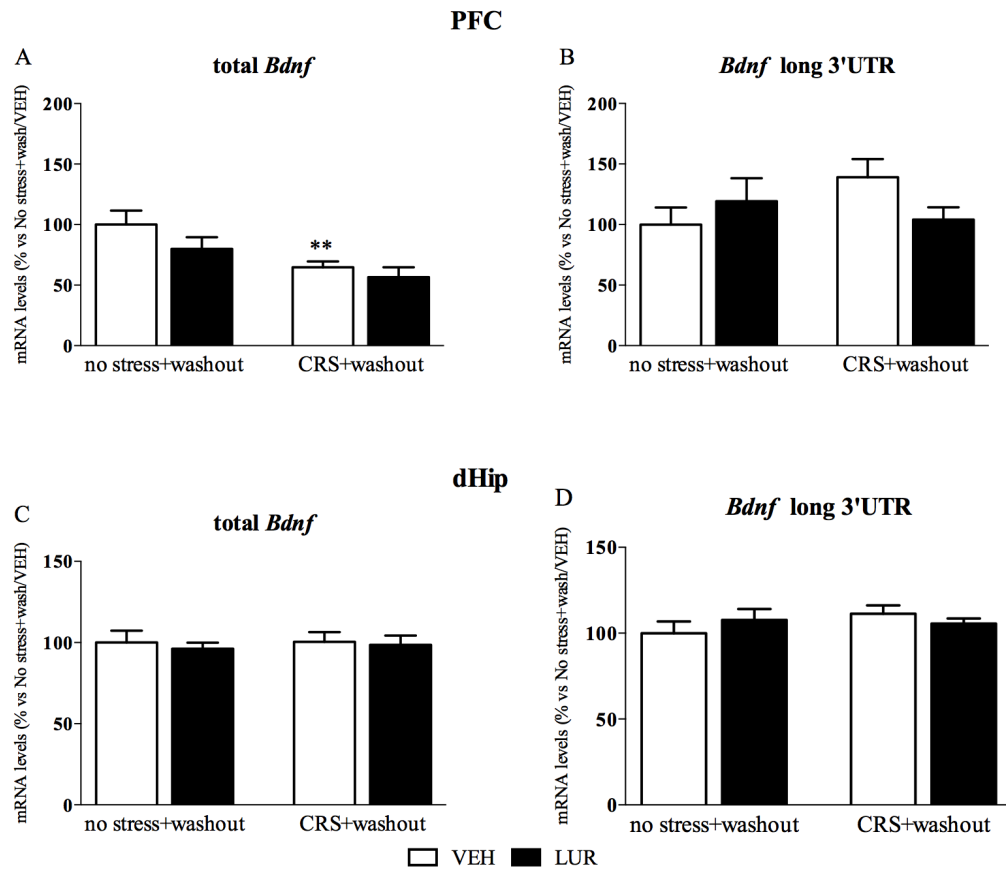 PFC
A
total Bdnf
mRNA levels (% vs No stress+wash/VEH)
200
150
100
50
0
**
no stress+washout
CRS+washout
B
Bdnf long 3'UTR
mRNA levels (% vs No stress+wash/VEH)
200
150
100
50
0
no stress+washout
CRS+washout
dHip
C
total Bdnf
mRNA levels (% vs No stress+wash/VEH)
150
100
50
0
no stress+washout
CRS+washout
D
Bdnf long 3'UTR
mRNA levels (% vs No stress+wash/VEH)
150
100
50
0
no stress+washout
CRS+washout
VEH LUR